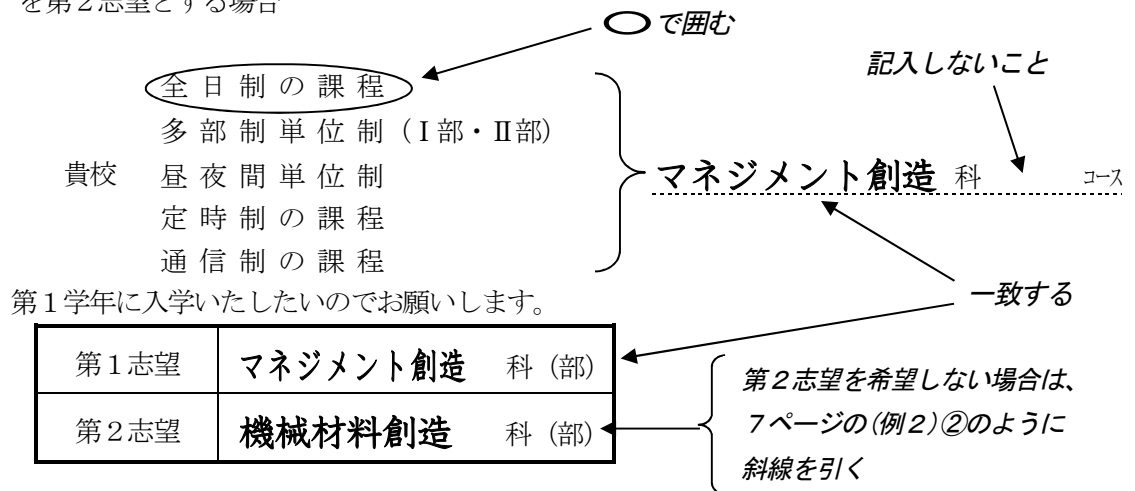 を第２志望とする場合
〇で囲む
記入しないこと
全日制の課程
多部制単位制（Ⅰ部・Ⅱ部）
貴校 昼夜間単位制
マネジメント創造 科 コース
定時制の課程
通信制の課程
第１学年に入学いたしたいのでお願いします。
一致する
第１志望 マネジメント創造 科（部）
第２志望 機械材料創造 科（部）
第２志望を希望しない場合は、
７ページの(例２)②のように
斜線を引く